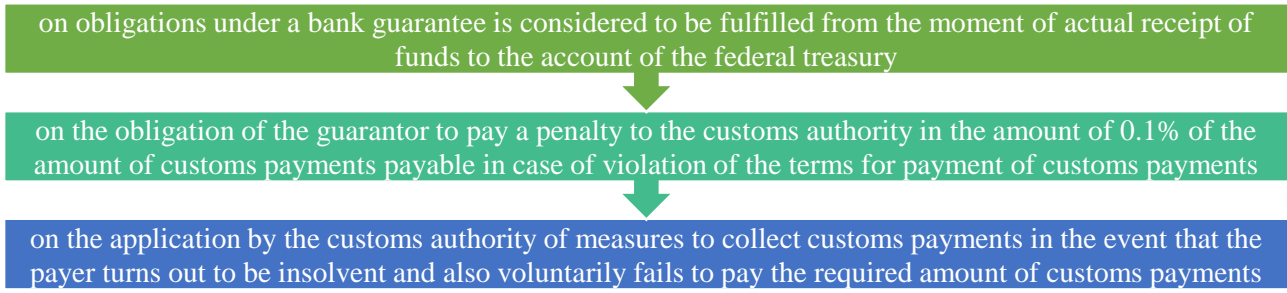 on obligations under a bank guarantee is considered to be fulfilled from the moment of actual receipt of
funds to the account of the federal treasury
on the obligation of the guarantor to pay a penalty to the customs authority in the amount of 0.1% of the
amount of customs payments payable in case of violation of the terms for payment of customs payments
on the application by the customs authority of measures to collect customs payments in the event that the
payer turns out to be insolvent and also voluntarily fails to pay the required amount of customs payments